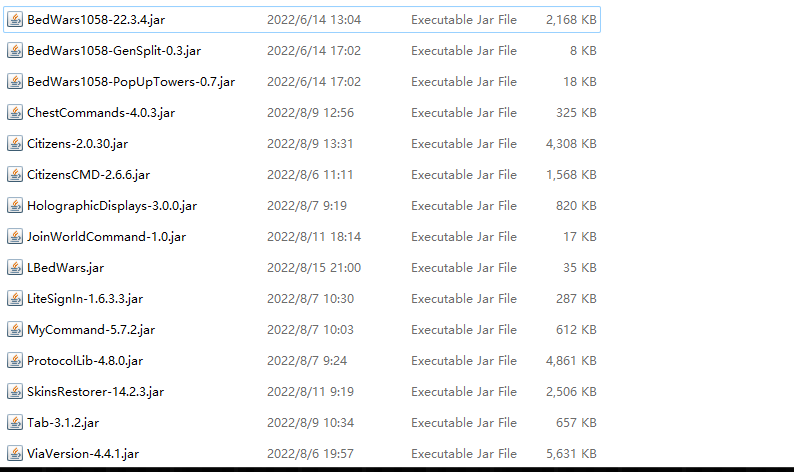 BedWars1058-22.3.4.jar 2022/6/14 13:04 Executable Jar File 2,168 KB
BedWars1058-GenSplit-0.3.jar 2022/6/14 17:02 Executable Jar File 8 KB
BedWars1058-PopUpTowers-0.7.jar 2022/6/14 17:02 Executable Jar File 18 KB
ChestCommands-4.0.3.jar 2022/8/9 12:56 Executable Jar File 325 KB
Citizens-2.0.30.jar 2022/8/9 13:31 Executable Jar File 4,308 KB
CitizensCMD-2.6.6.jar 2022/8/6 11:11 Executable Jar File 1,568 KB
HolographicDisplays-3.0.0.jar 2022/8/7 9:19 Executable Jar File 820 KB
JoinWorldCommand-1.0.jar 2022/8/11 18:14 Executable Jar File 17 KB
LBedWars.jar 2022/8/15 21:00 Executable Jar File 35 KB
LiteSignIn-1.6.3.3.jar 2022/8/7 10:30 Executable Jar File 287 KB
MyCommand-5.7.2.jar 2022/8/7 10:03 Executable Jar File 612 KB
ProtocolLib-4.8.0.jar 2022/8/7 9:24 Executable Jar File 4,861 KB
SkinsRestorer-14.2.3.jar 2022/8/11 9:19 Executable Jar File 2,506 KB
Tab-3.1.2.jar 2022/8/9 10:34 Executable Jar File 657 KB
ViaVersion-4.4.1.jar 2022/8/6 19:57 Executable Jar File 5,631 KB